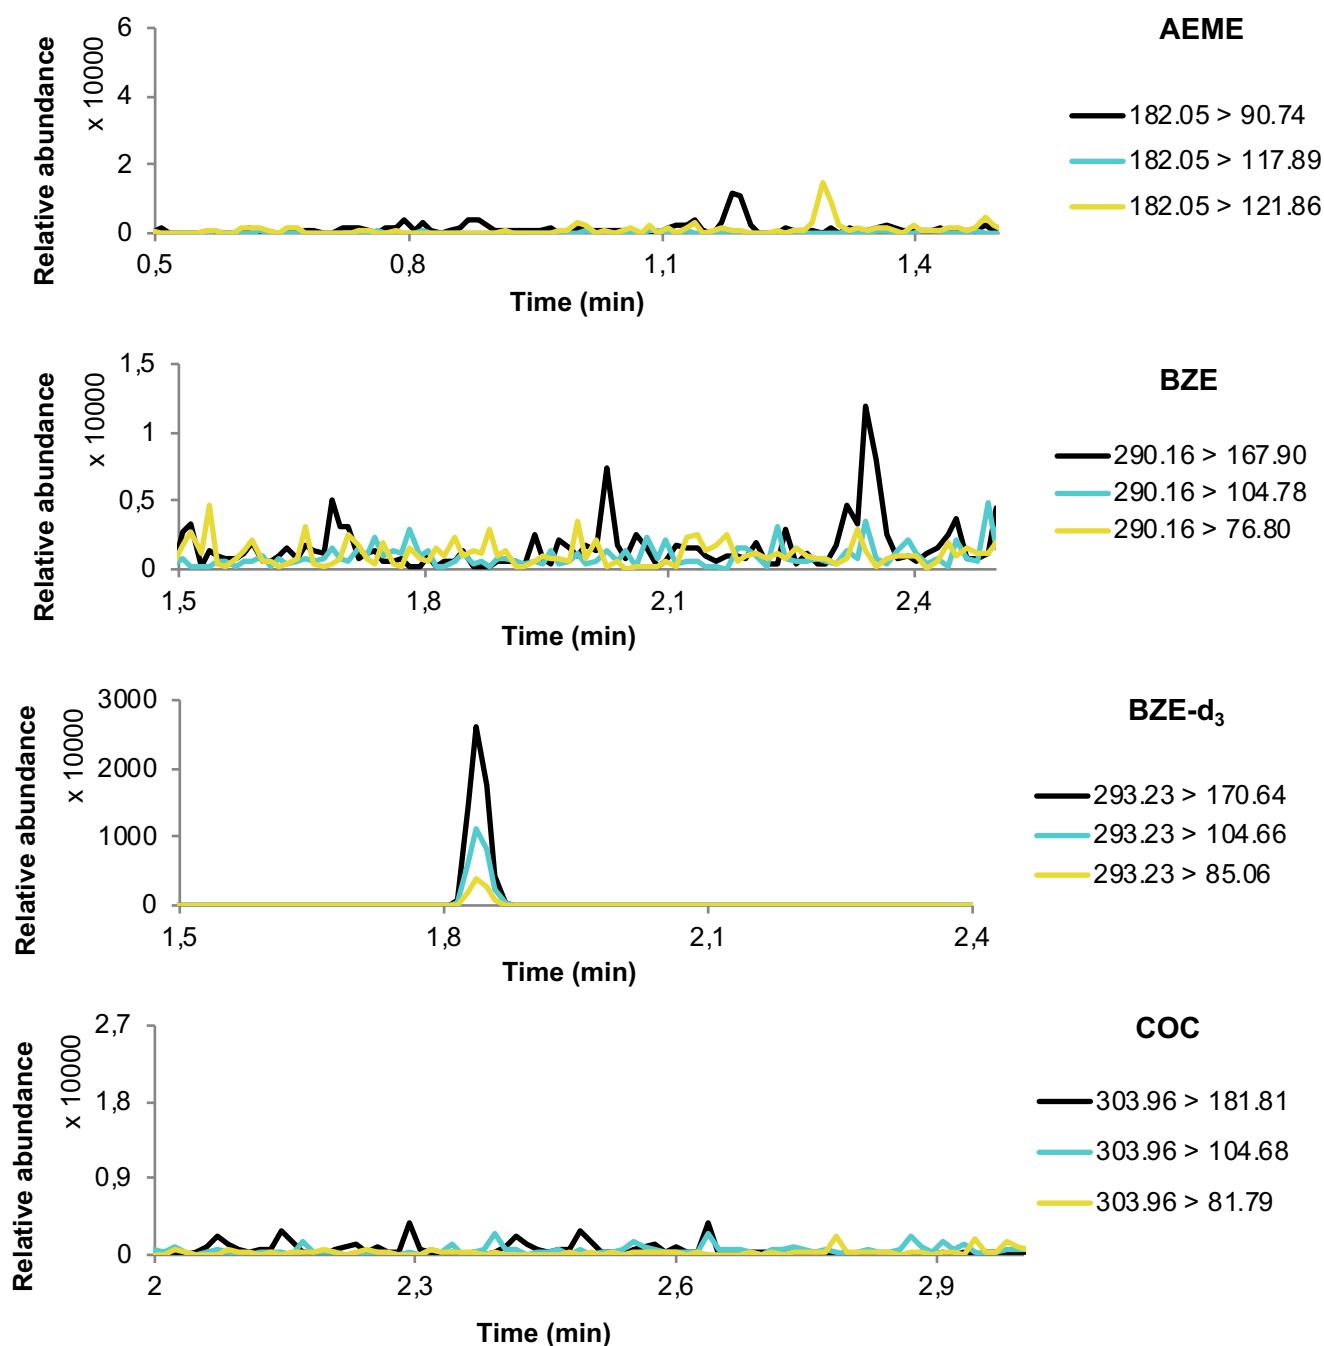 AEME
Relative abundance
x 10000
6
4
2
0
0,5 0,8 1,1 1,4
Time (min)
182.05 > 90.74
182.05 > 117.89
182.05 > 121.86
BZE
Relative abundance
x 10000
1,5
1
0,5
0
1,5 1,8 2,1 2,4
Time (min)
290.16 > 167.90
290.16 > 104.78
290.16 > 76.80
BZE-d₃
Relative abundance
x 10000
3000
2000
1000
0
1,5 1,8 2,1 2,4
Time (min)
293.23 > 170.64
293.23 > 104.66
293.23 > 85.06
COC
Relative abundance
x 10000
2,7
1,8
0,9
0
2 2,3 2,6 2,9
Time (min)
303.96 > 181.81
303.96 > 104.68
303.96 > 81.79